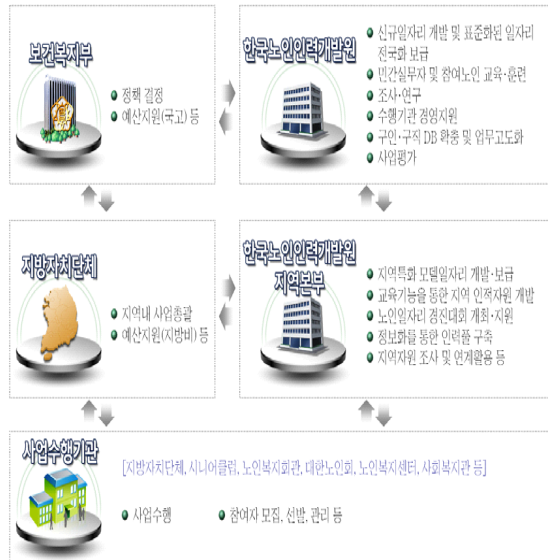 보건복지부
정책 결정
예산지원(국고) 등
한국노인인력개발원
신규일자리 개발 및 표준화된 일자리
전국화 보급
민간실무자 및 참여노인 교육·훈련
조사·연구
수행기관 경영지원
구인·구직 DB 확충 및 업무고도화
사업평가
지방자치단체
지역내 사업총괄
예산지원(지방비) 등
한국노인인력개발원
지역본부
지역특화 모델일자리 개발·보급
교육기능을 통한 지역 인적자원 개발
노인일자리 경진대회 개최·지원
정보화를 통한 인력풀 구축
지역자원 조사 및 연계활용 등
사업수행기관
[지방자치단체, 시니어클럽, 노인복지회관, 대한노인회, 노인복지센터, 사회복지관 등]
사업수행
참여자 모집, 선발, 관리 등